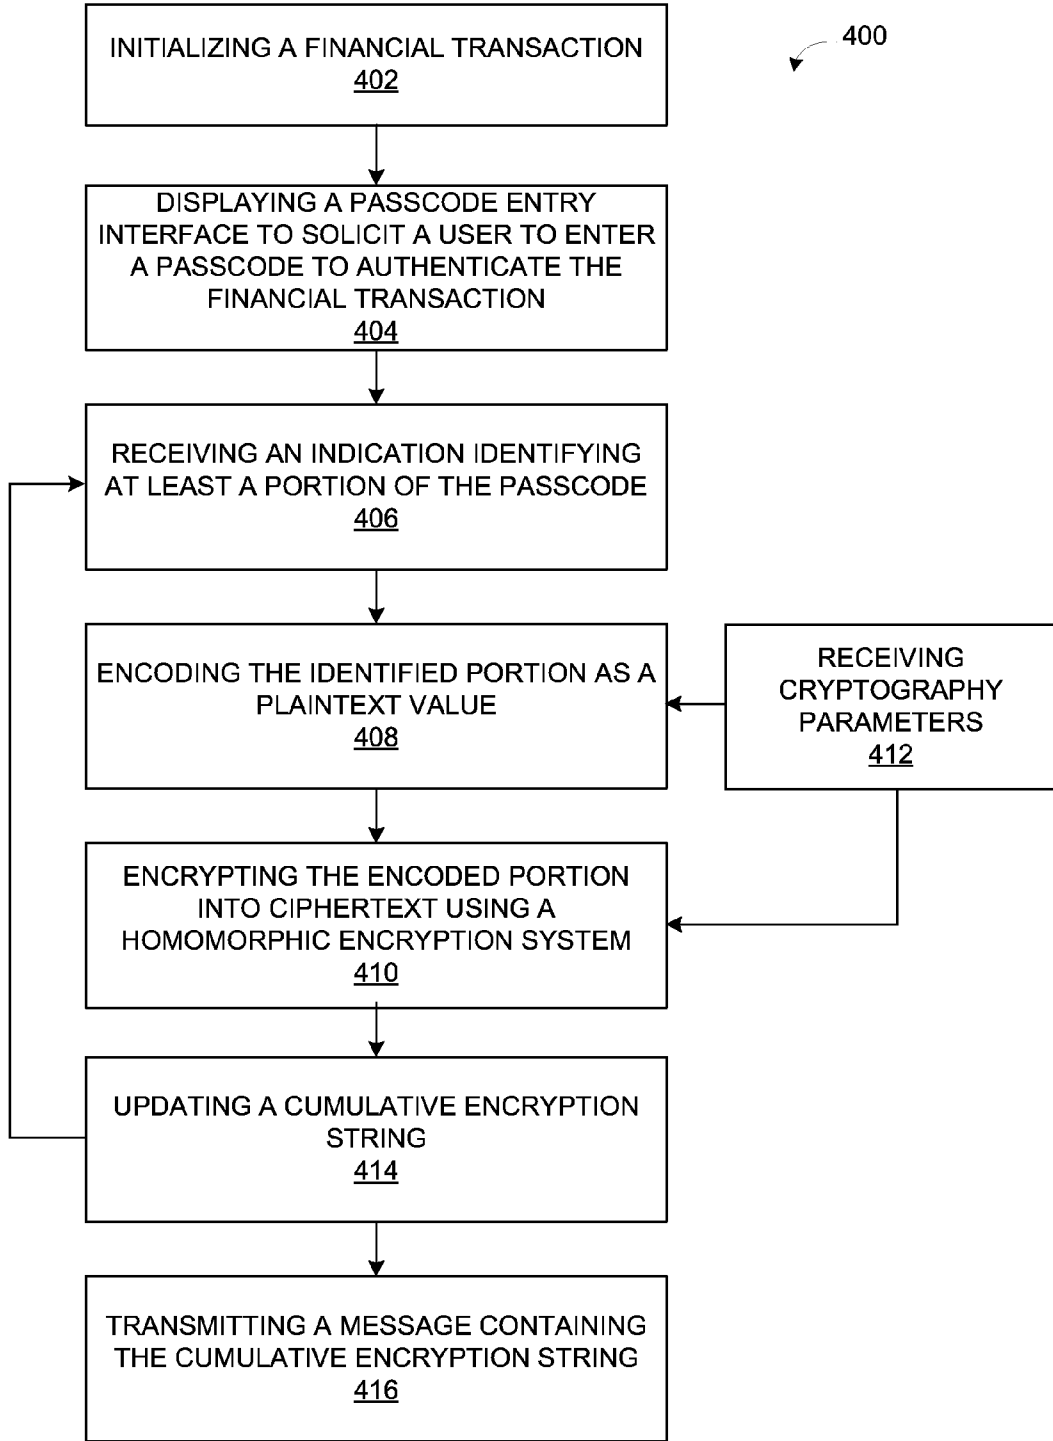 INITIALIZING A FINANCIAL TRANSACTION
402
400
DISPLAYING A PASSCODE ENTRY
INTERFACE TO SOLICIT A USER TO ENTER
A PASSCODE TO AUTHENTICATE THE
FINANCIAL TRANSACTION
404
RECEIVING AN INDICATION IDENTIFYING
AT LEAST A PORTION OF THE PASSCODE
406
ENCODING THE IDENTIFIED PORTION AS A
PLAINTEXT VALUE
408
RECEIVING
CRYPTOGRAPHY
PARAMETERS
412
ENCRYPTING THE ENCODED PORTION
INTO CIPHERTEXT USING A
HOMOMORPHIC ENCRYPTION SYSTEM
410
UPDATING A CUMULATIVE ENCRYPTION
STRING
414
TRANSMITTING A MESSAGE CONTAINING
THE CUMULATIVE ENCRYPTION STRING
416